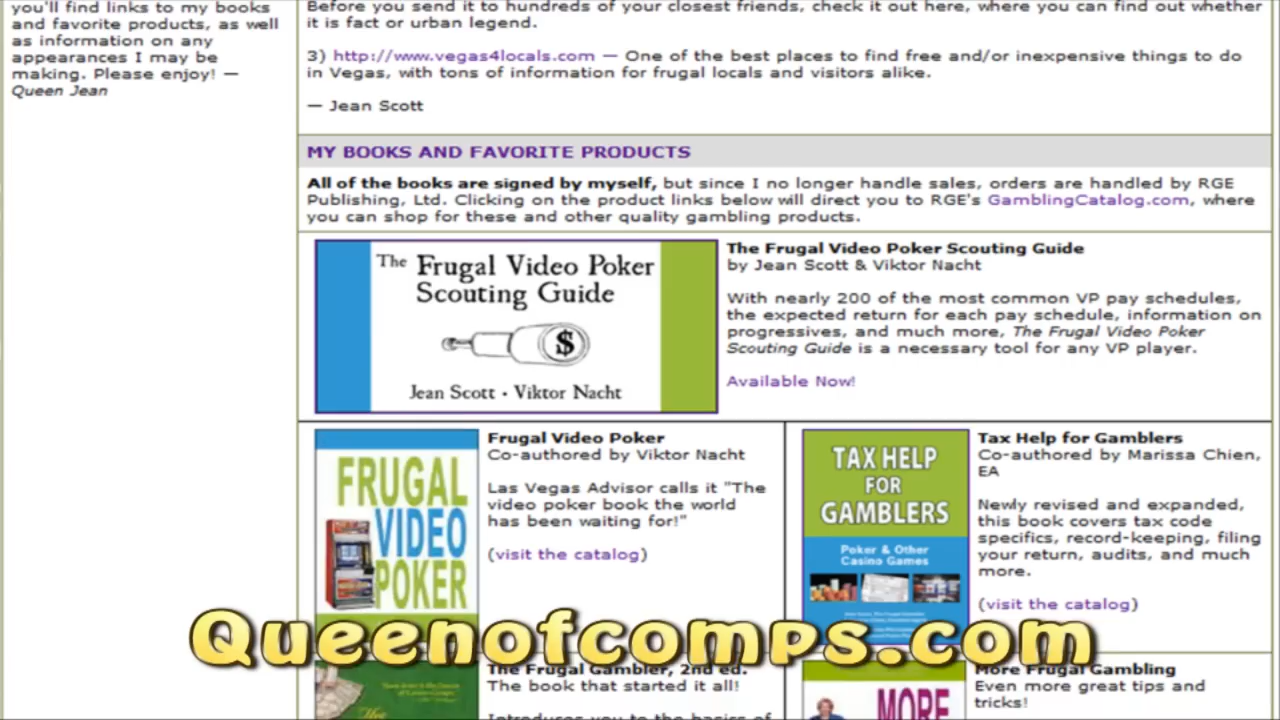 you'll find links to my books
and favorite products, as well
as information on any
appearances I may be
making. Please enjoy! —
Queen Jean
Before you send it to hundreds of your closest friends, check it out here, where you can find out whether
it is fact or urban legend.
3) http://www.vegas4locals.com — One of the best places to find free and/or inexpensive things to do
in Vegas, with tons of information for frugal locals and visitors alike.
— Jean Scott
MY BOOKS AND FAVORITE PRODUCTS
All of the books are signed by myself, but since I no longer handle sales, orders are handled by RGE
Publishing, Ltd. Clicking on the product links below will direct you to RGE's GamblingCatalog.com, where
you can shop for these and other quality gambling products.
The Frugal Video Poker
Scouting Guide
$
Jean Scott • Viktor Nacht
The Frugal Video Poker Scouting Guide
by Jean Scott & Viktor Nacht
With nearly 200 of the most common VP pay schedules,
the expected return for each pay schedule, information on
progressives, and much more, The Frugal Video Poker
Scouting Guide is a necessary tool for any VP player.
Available Now!
FRUGAL
VIDEO
POKER
Frugal Video Poker
Co-authored by Viktor Nacht
Las Vegas Advisor calls it "The
video poker book the world
has been waiting for!"
(visit the catalog)
TAX HELP
FOR
GAMBLERS
Poker & Other
Casino Games
Tax Help for Gamblers
Co-authored by Marissa Chien,
EA
Newly revised and expanded,
this book covers tax code
specifics, record-keeping, filing
your return, audits, and much
more.
(visit the catalog)
Queenofcomps.com
The Frugal Gambler, 2nd ed.
The book that started it all!
Introduces you to the basics of
The
MORE
More Frugal Gambling
Even more great tips and
tricks!